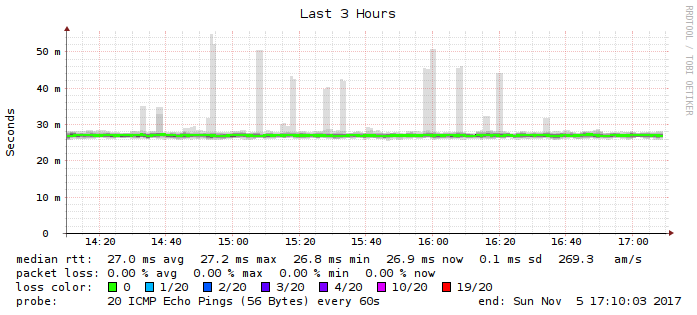 Last 3 Hours
RRDTOOL / TOBI OETIKER
Seconds
50 m
40 m
30 m
20 m
10 m
0
14:20 14:40 15:00 15:20 15:40 16:00 16:20 16:40 17:00
median rtt: 27.0 ms avg 27.2 ms max 26.8 ms min 26.9 ms now 0.1 ms sd 269.3 am/s
packet loss: 0.00 % avg 0.00 % max 0.00 % min 0.00 % now
loss color: 0 1/20 2/20 3/20 4/20 10/20 19/20
probe: 20 ICMP Echo Pings (56 Bytes) every 60s end: Sun Nov 5 17:10:03 2017